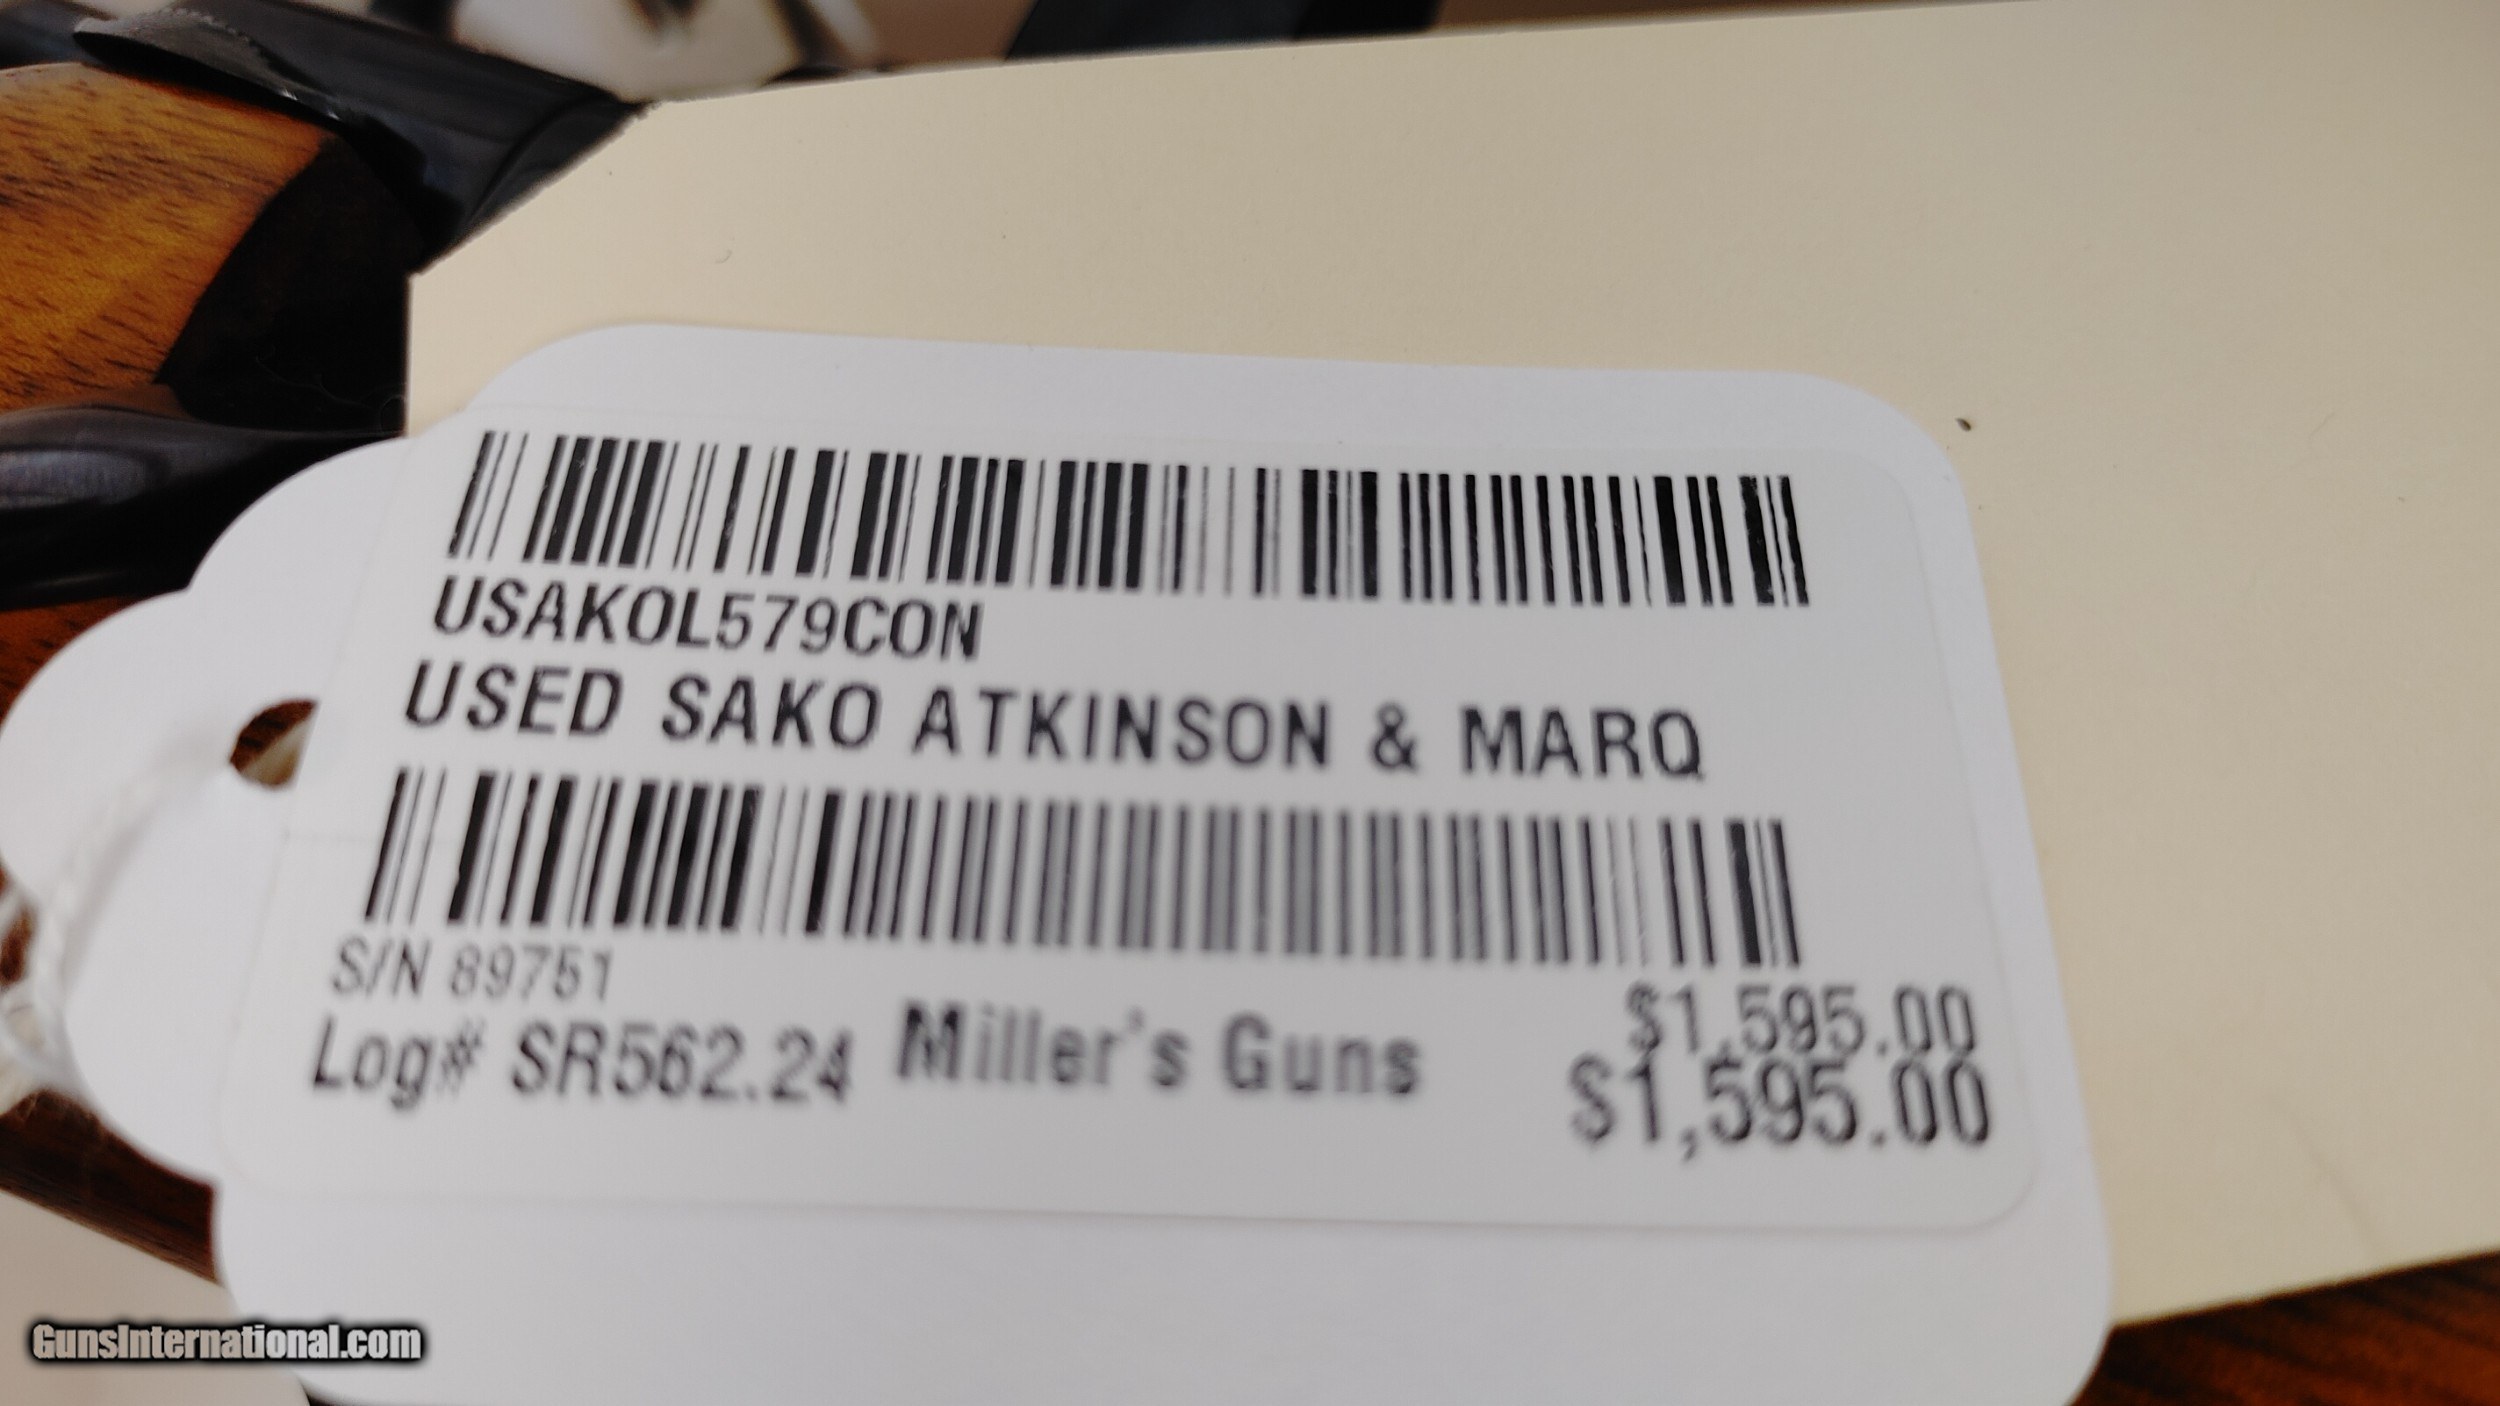 USAKOL579CON
USED SAKO ATKINSON & MARQ
S/N 89751
$1,595.00
Log# SR562.24 Miller's Guns $1,595.00
GunsInternational.com